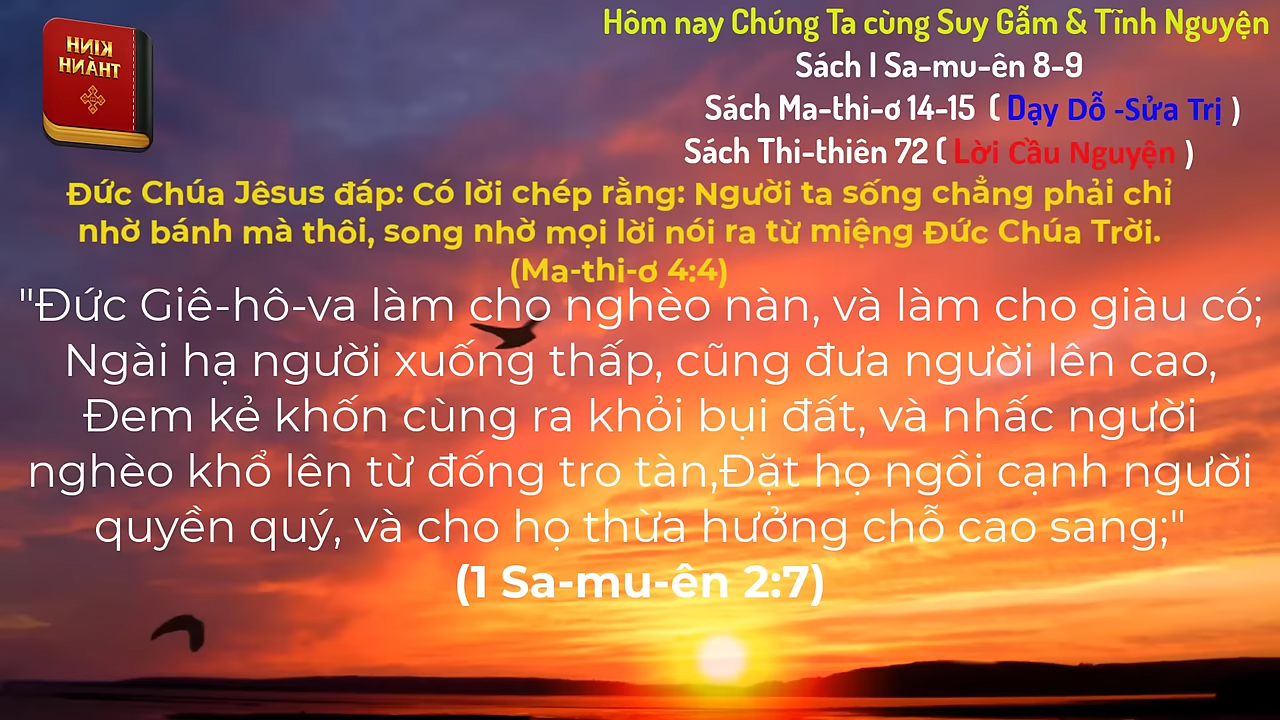 KINH
THÁNH
Hôm nay Chúng Ta cùng Suy Gẫm & Tĩnh Nguyện
Sách I Sa-mu-ên 8-9
Sách Ma-thi-ơ 14-15 ( Dạy Dỗ -Sửa Trị )
Sách Thi-thiên 72 ( Lời Cầu Nguyện )
Đức Chúa Jêsus đáp: Có lời chép rằng: Người ta sống chẳng phải chỉ
nhờ bánh mà thôi, song nhờ mọi lời nói ra từ miệng Đức Chúa Trời.
(Ma-thi-ơ 4:4)
"Đức Giê-hô-va làm cho nghèo nàn, và làm cho giàu có;
Ngài hạ người xuống thấp, cũng đưa người lên cao,
Đem kẻ khốn cùng ra khỏi bụi đất, và nhấc người
nghèo khổ lên từ đống tro tàn,Đặt họ ngồi cạnh người
quyền quý, và cho họ thừa hưởng chỗ cao sang;"
(1 Sa-mu-ên 2:7)